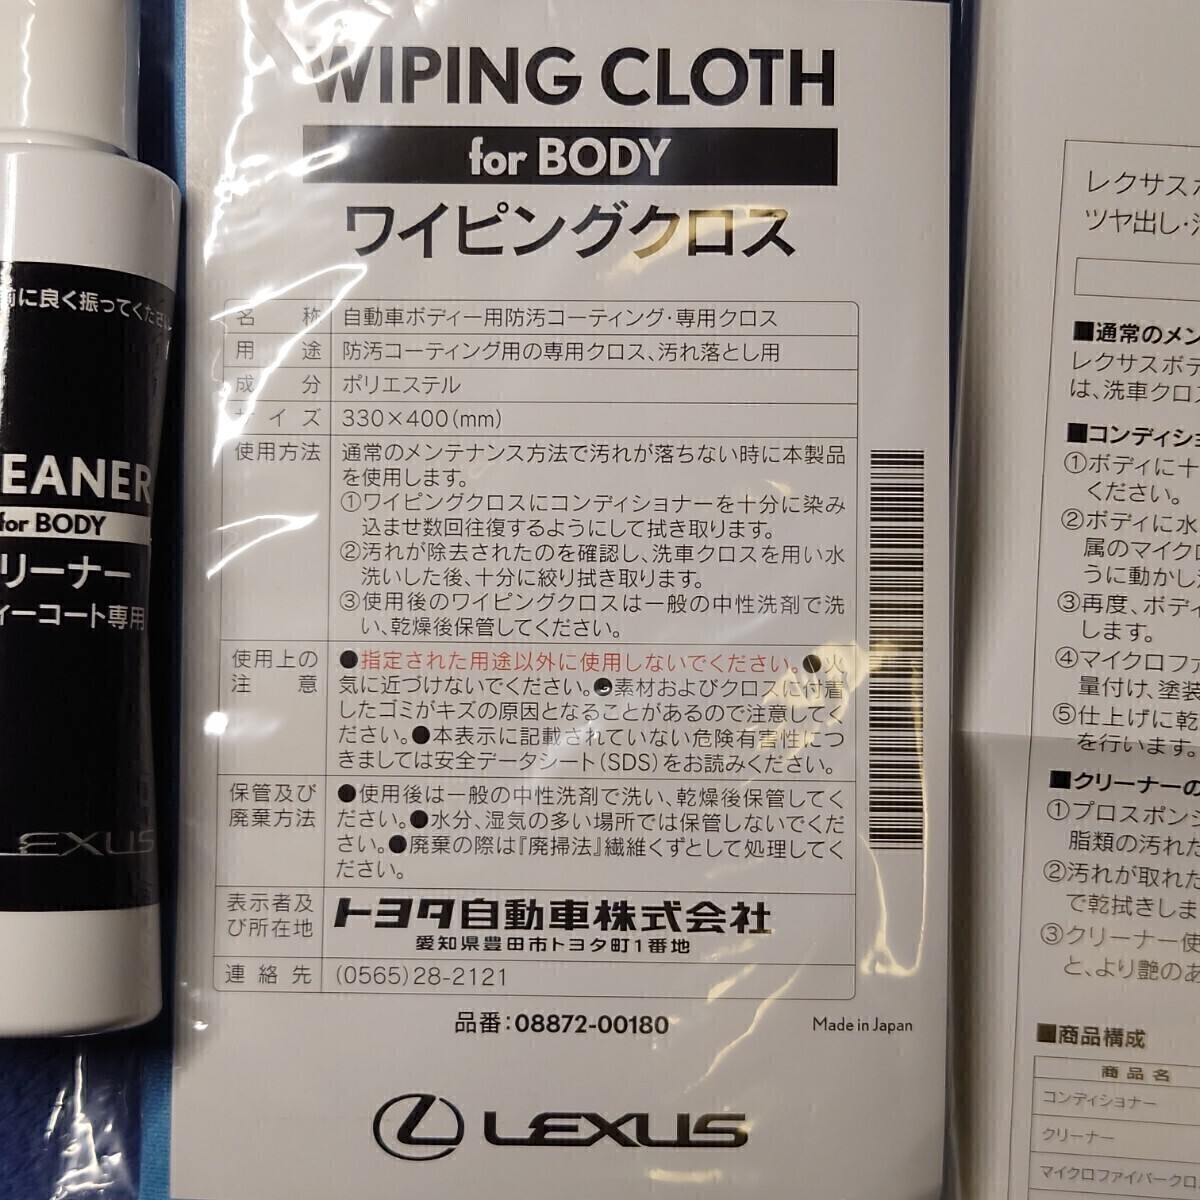 WIPING CLOTH
for BODY
ワイピングクロス
名称 自動車ボディー用防汚コーティング・専用クロス
用途 防汚コーティング用の専用クロス、汚れ落とし用
成分 ポリエステル
サイズ 330×400(mm)
使用方法 通常のメンテナンス方法で汚れが落ちない時に本製品
を使用します。
①ワイピングクロスにコンディショナーを十分に染み
込ませ数回往復するようにして拭き取ります。
②汚れが除去されたのを確認し、洗車クロスを用い水
洗いした後、十分に絞り拭き取ります。
③使用後のワイピングクロスは一般の中性洗剤で洗
い、乾燥後保管してください。
使用上の
注意
●指定された用途以外に使用しないでください。●火
気に近づけないでください。●素材およびクロスに付着
したゴミがキズの原因となることがあるので注意してく
ださい。●本表示に記載されていない危険有害性につ
きましては安全データシート(SDS)をお読みください。
保管及び
廃棄方法
●使用後は一般の中性洗剤で洗い、乾燥後保管してく
ださい。●水分、湿気の多い場所では保管しないでくだ
さい。●廃棄の際は『廃掃法』繊維くずとして処理してく
ださい。
表示者及
び所在地
トヨタ自動車株式会社
愛知県豊田市トヨタ町1番地
連絡先 (0565)28-2121
品番：08872-00180
Made in Japan
LEXUS
前に良く振ってください
EANER
for BODY
リーナー
ィーコート専用
LEXUS
レクサスボ
ツヤ出し・
■通常のメン
レクサスボデ
は、洗車クロ
■コンディショ
①ボディに十
ください。
②ボディに水
属のマイクロ
うに動かし
③再度、ボデ
します。
④マイクロファ
量付け、塗装
⑤仕上げに乾
を行います。
■クリーナーの
①プロスポンジ
脂類の汚れた
②汚れが取れた
で乾拭きしま
③クリーナー使
と、より艶のあ
■商品構成
商品名
コンディショナー
クリーナー
マイクロファイバークロ